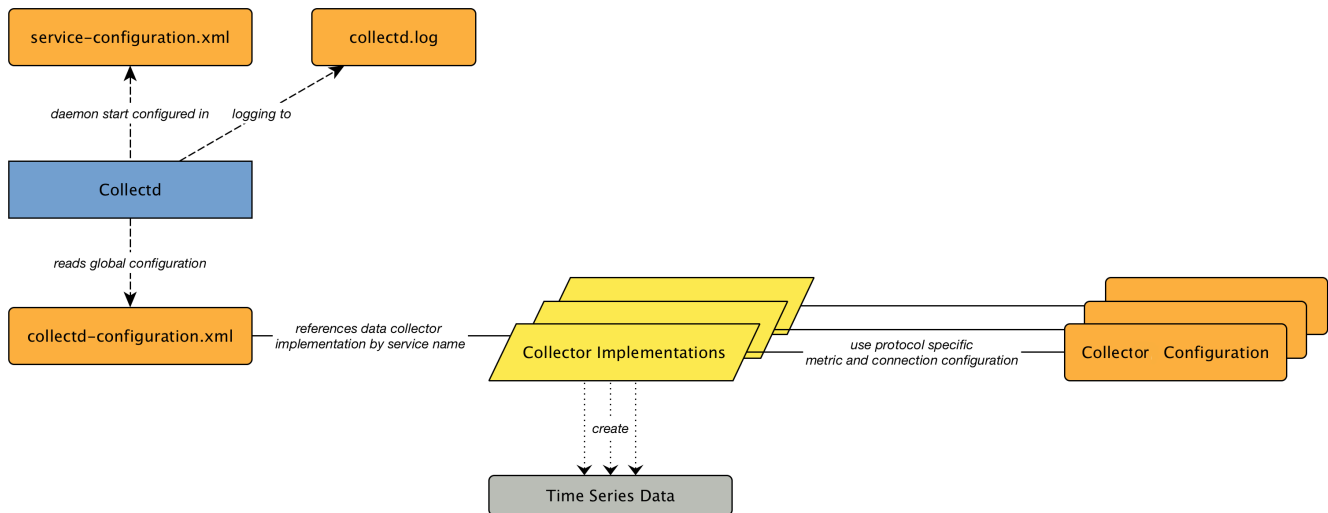 service-configuration.xml
collectd.log
daemon start configured in
logging to
Collectd
reads global configuration
collectd-configuration.xml
references data collector
implementation by service name
Collector Implementations
use protocol specific
metric and connection configuration
Collector Configuration
create
Time Series Data